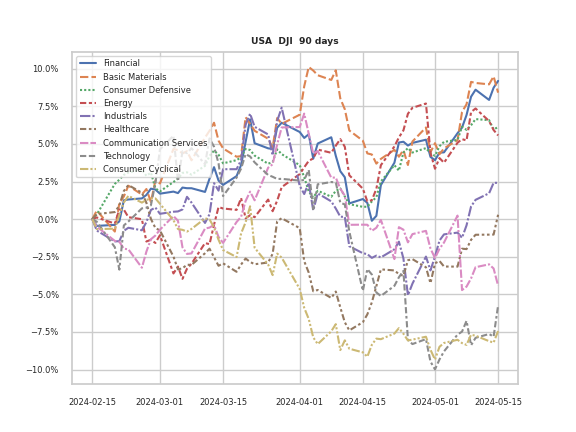 USA DJI 90 days
10.0%
7.5%
5.0%
2.5%
0.0%
−2.5%
−5.0%
−7.5%
−10.0%
Financial
Basic Materials
Consumer Defensive
Energy
Industrials
Healthcare
Communication Services
Technology
Consumer Cyclical
2024-02-15 2024-03-01 2024-03-15 2024-04-01 2024-04-15 2024-05-01 2024-05-15